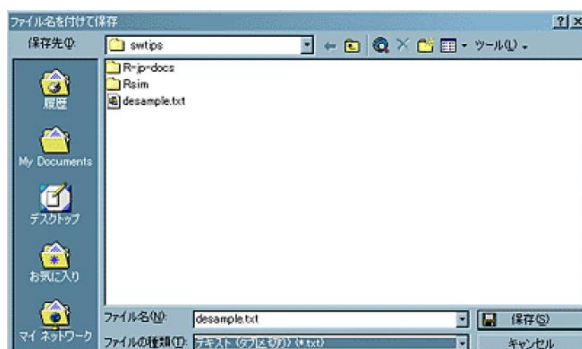 ファイル名を付けて保存
保存先(I):
swtips
ツール(L)
履歴
My Documents
デスクトップ
お気に入り
マイ ネットワーク
R-jp-docs
Rsim
desample.txt
ファイル名(N):
desample.txt
保存(S)
ファイルの種類(T):
テキスト (タブ区切り) (*.txt)
キャンセル